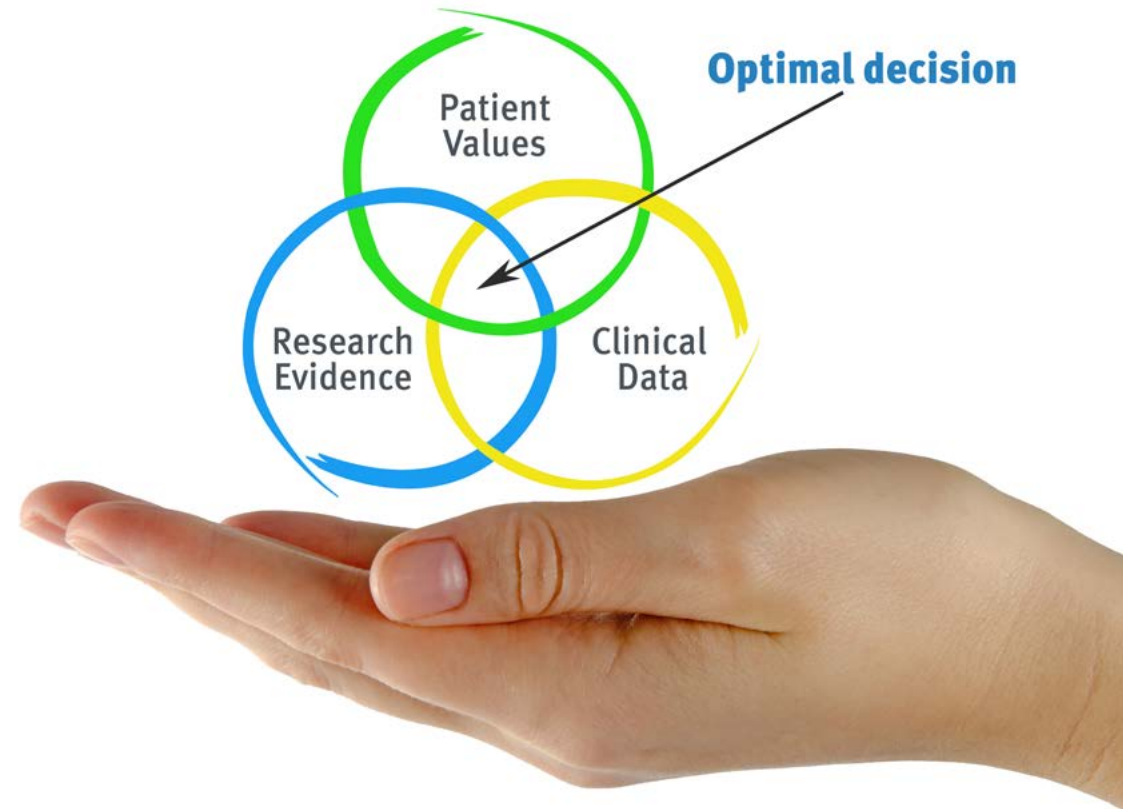 Optimal decision
Patient
Values
Research
Evidence
Clinical
Data